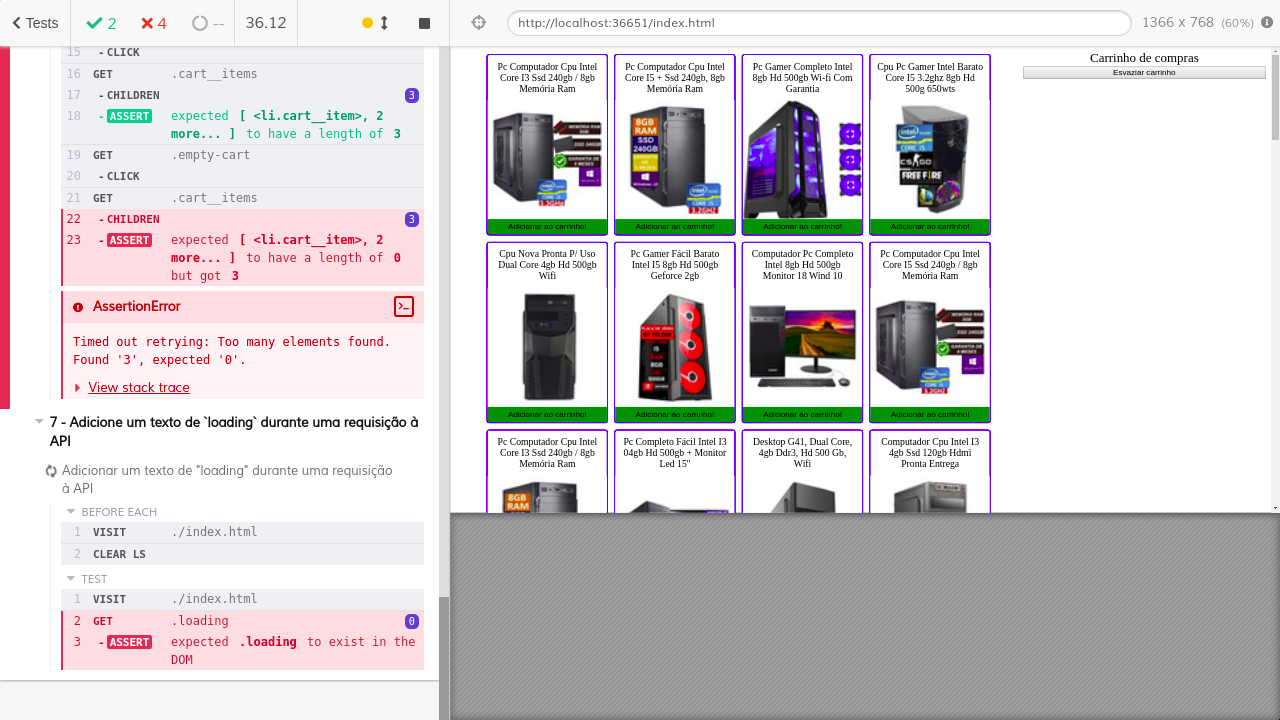 Tests
2
4
--
36.12
http://localhost:36651/index.html
1366 x 768 (60%)
15 -CLICK
16 GET .cart__items
17 -CHILDREN 3
18 -ASSERT expected [ <li.cart__item>, 2
more... ] to have a length of 3
19 GET .empty-cart
20 -CLICK
21 GET .cart__items
22 -CHILDREN 3
23 -ASSERT expected [ <li.cart__item>, 2
more... ] to have a length of 0
but got 3
AssertionError
Timed out retrying: Too many elements found.
Found '3', expected '0'.
View stack trace
7 - Adicione um texto de `loading` durante uma requisição à
API
Adicionar um texto de "loading" durante uma requisição
à API
BEFORE EACH
1 VISIT ./index.html
2 CLEAR LS
TEST
1 VISIT ./index.html
2 GET .loading 0
3 -ASSERT expected .loading to exist in the
DOM
Carrinho de compras
Esvaziar carrinho
Pc Computador Cpu Intel
Core I3 Ssd 240gb / 8gb
Memória Ram
Adicionar ao carrinho!
Pc Computador Cpu Intel
Core I5 + Ssd 240gb, 8gb
Memória Ram
8GB
RAM
SSD
240GB
Adicionar ao carrinho!
Pc Gamer Completo Intel
8gb Hd 500gb Wi-fi Com
Garantia
Adicionar ao carrinho!
Cpu Pc Gamer Intel Barato
Core I5 3.2ghz 8gb Hd
500g 650wts
intel
CORE i5
CS:GO
FREE FIRE
Adicionar ao carrinho!
Cpu Nova Pronta P/ Uso
Dual Core 4gb Hd 500gb
Wifi
Adicionar ao carrinho!
Pc Gamer Fácil Barato
Intel I5 8gb Hd 500gb
Geforce 2gb
Adicionar ao carrinho!
Computador Pc Completo
Intel 8gb Hd 500gb
Monitor 18 Wind 10
Adicionar ao carrinho!
Pc Computador Cpu Intel
Core I5 Ssd 240gb / 8gb
Memória Ram
Adicionar ao carrinho!
Pc Computador Cpu Intel
Core I3 Ssd 240gb / 8gb
Memória Ram
8GB
RAM
Pc Completo Fácil Intel I3
04gb Hd 500gb + Monitor
Led 15"
Desktop G41, Dual Core,
4gb Ddr3, Hd 500 Gb,
Wifi
Computador Cpu Intel I3
4gb Ssd 120gb Hdmi
Pronta Entrega